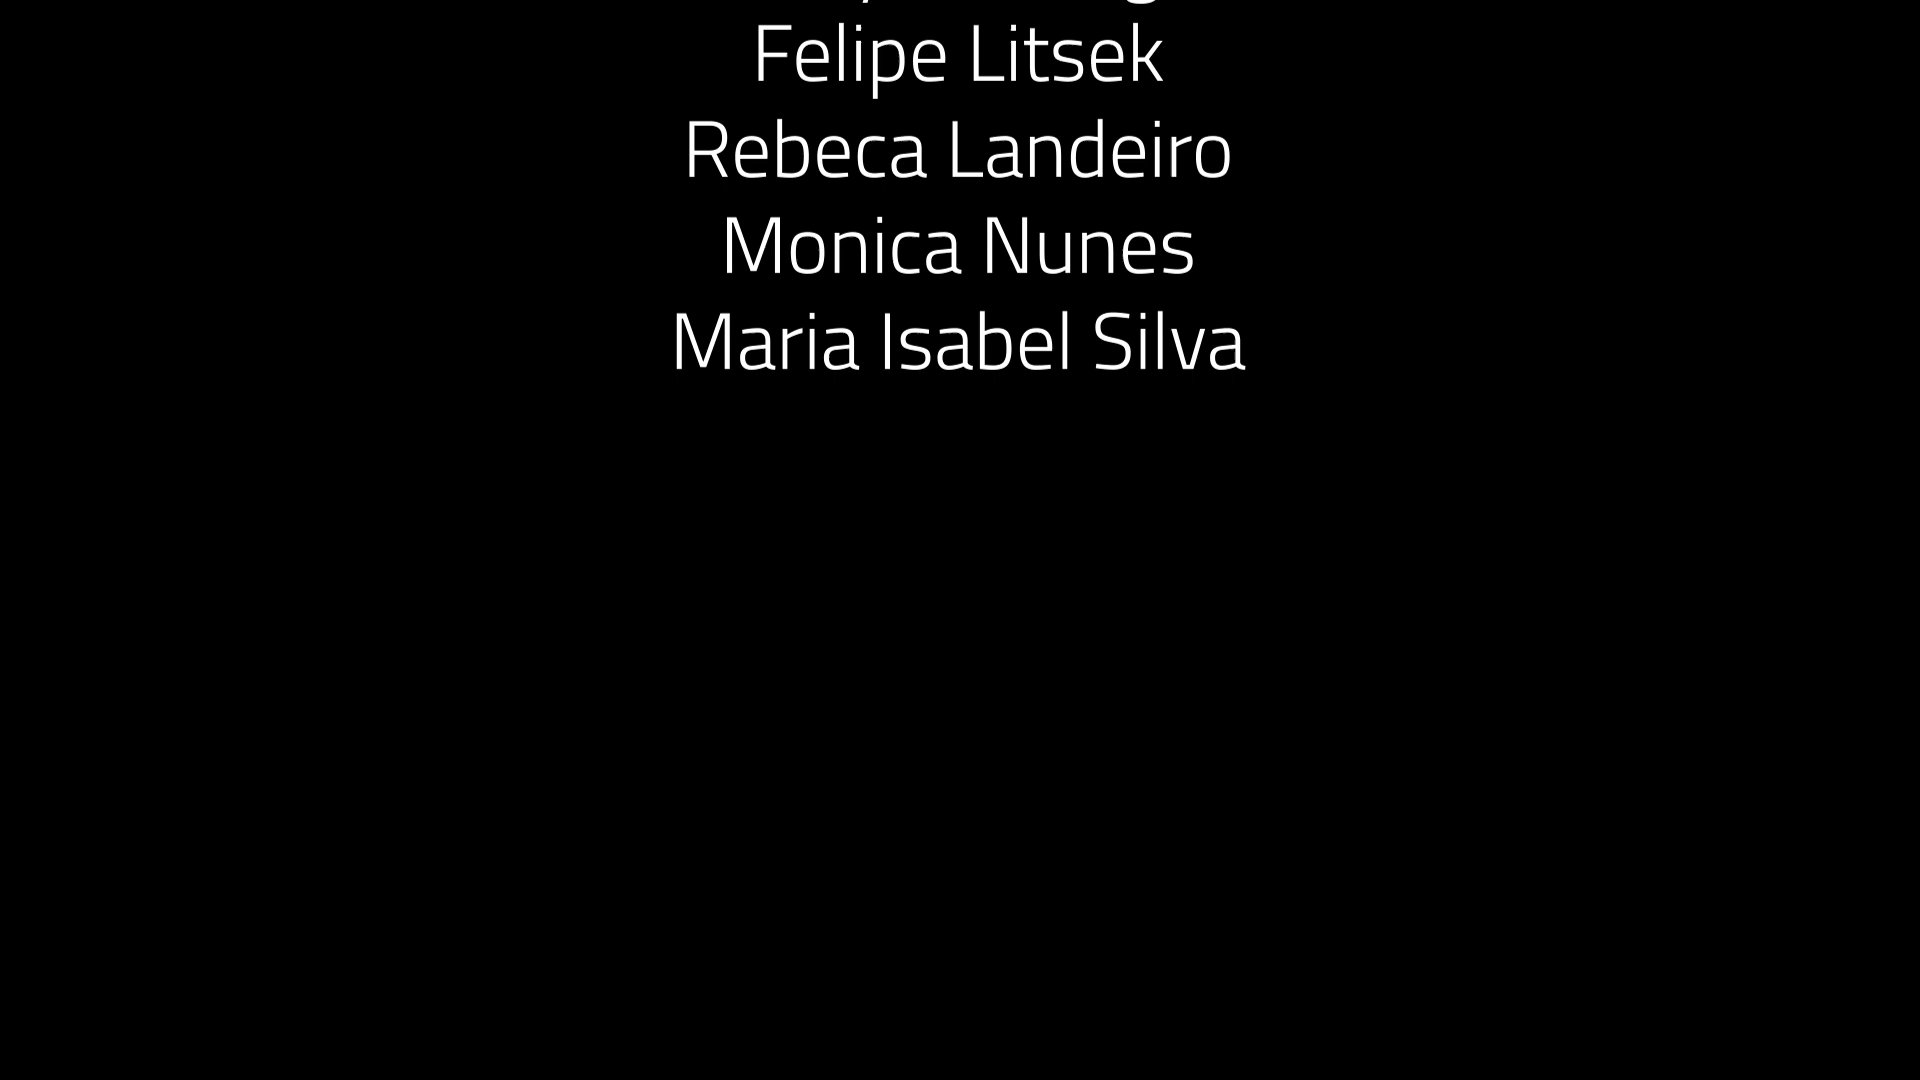 Felipe Litsek
Rebeca Landeiro
Monica Nunes
Maria Isabel Silva